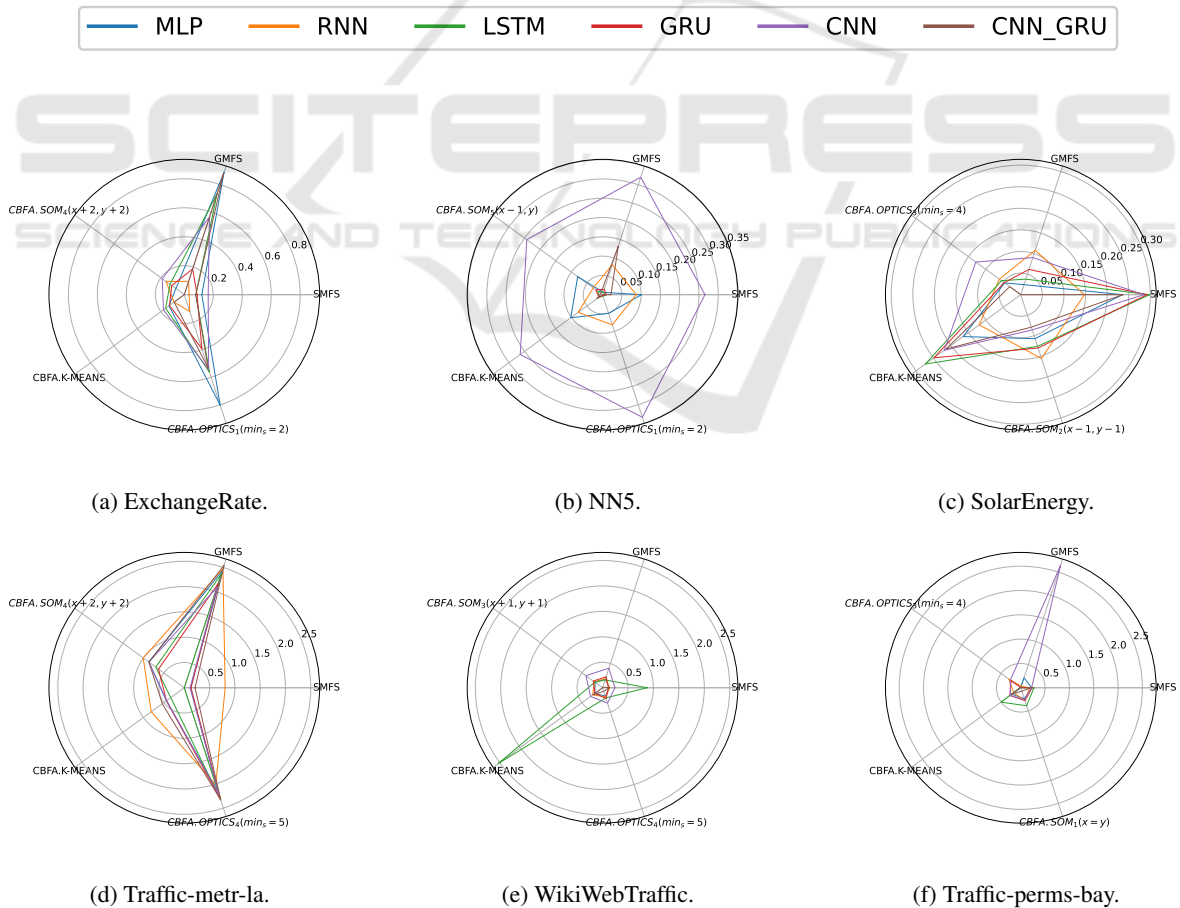 MLP RNN LSTM GRU CNN CNN_GRU
SCITEPRESS
SCIENCE AND TECHNOLOGY PUBLICATIONS
GMFS
CBFA.SOM₄(x + 2, y + 2)
0.8
0.6
0.4
0.2
SMFS
CBFA.K-MEANS
CBFA.OPTICS₁(minₛ = 2)
(a) ExchangeRate.
GMFS
CBFA.SOM₅(x − 1, y)
0.35
0.30
0.25
0.20
0.15
0.10
0.05
SMFS
CBFA.K-MEANS
CBFA.OPTICS₁(minₛ = 2)
(b) NN5.
GMFS
CBFA.OPTICS₃(minₛ = 4)
0.30
0.25
0.20
0.15
0.10
0.05
SMFS
CBFA.K-MEANS
CBFA.SOM₂(x − 1, y − 1)
(c) SolarEnergy.
GMFS
CBFA.SOM₄(x + 2, y + 2)
2.5
2.0
1.5
1.0
0.5
SMFS
CBFA.K-MEANS
CBFA.OPTICS₄(minₛ = 5)
(d) Traffic-metr-la.
GMFS
CBFA.SOM₃(x + 1, y + 1)
2.5
2.0
1.5
1.0
0.5
SMFS
CBFA.K-MEANS
CBFA.OPTICS₄(minₛ = 5)
(e) WikiWebTraffic.
GMFS
CBFA.OPTICS₃(minₛ = 4)
2.5
2.0
1.5
1.0
0.5
SMFS
CBFA.K-MEANS
CBFA.SOM₁(x = y)
(f) Traffic-perms-bay.